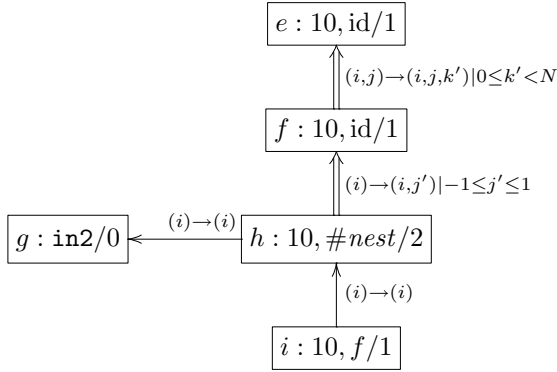 e : 10, id/1
(i,j)→(i,j,k′)|0≤k′<N
f : 10, id/1
(i)→(i,j′)|−1≤j′≤1
g : in2/0
(i)→(i)
h : 10, #nest/2
(i)→(i)
i : 10, f/1